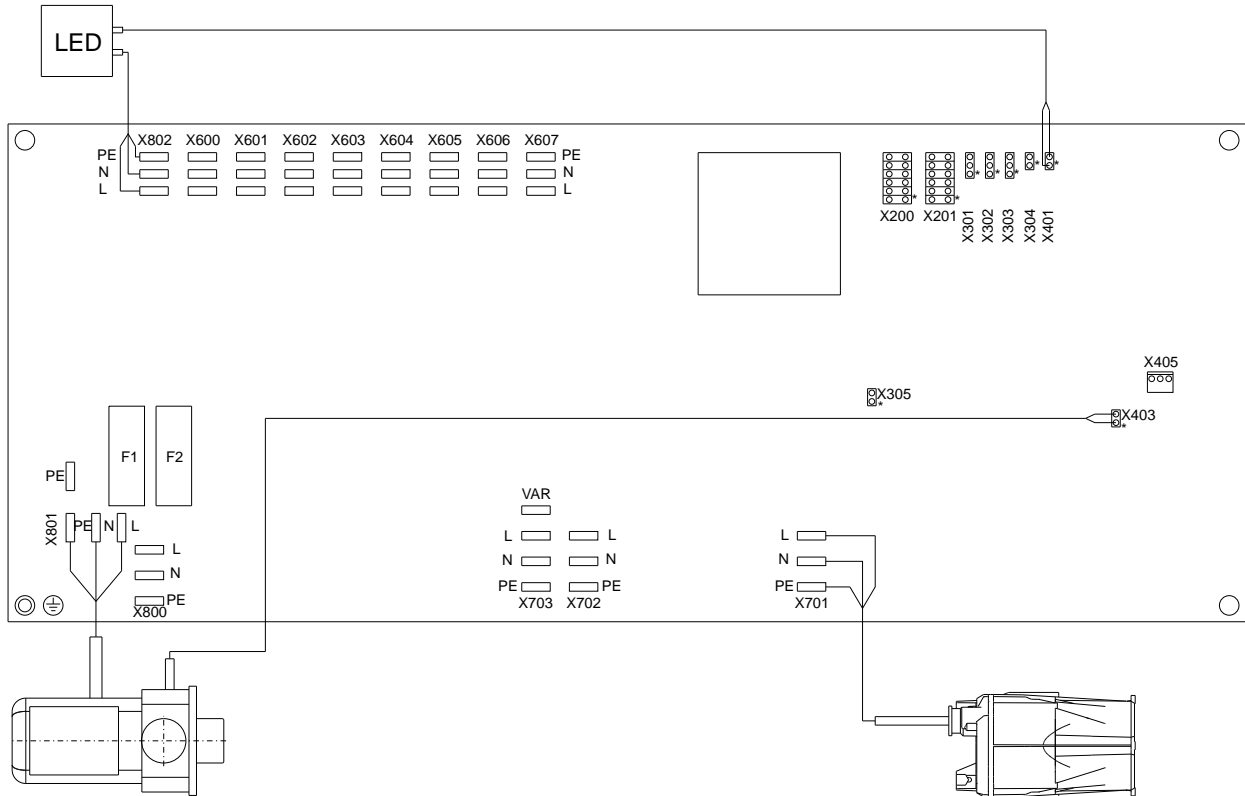 LED
X802 X600 X601 X602 X603 X604 X605 X606 X607
PE PE
N N
L L
* * * * * * *
X200 X201 X301 X302 X303 X304 X401
X405
X305
*
X403
*
F1 F2
PE
VAR
X801 PE N L
L L L L
N N N N
PE PE PE PE
X800 X703 X702 X701